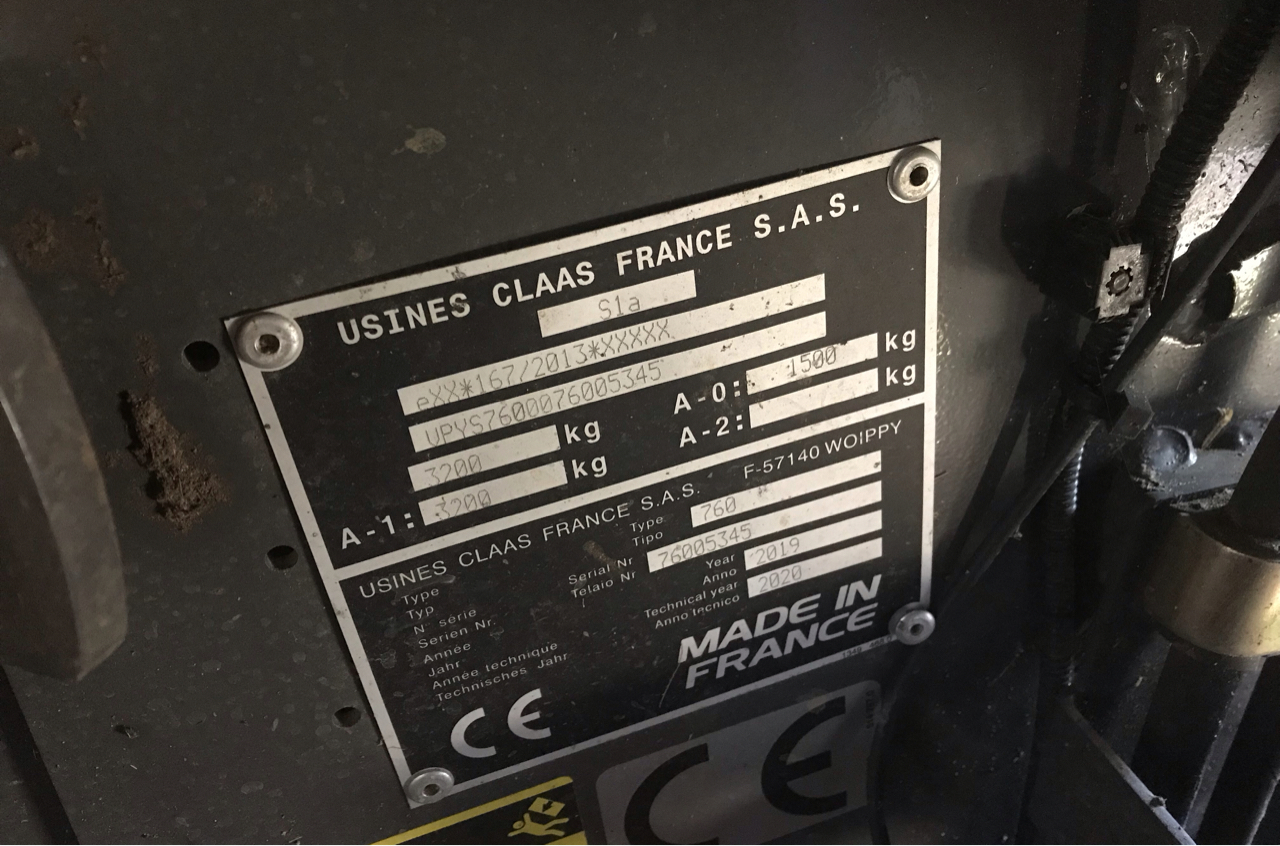 USINES CLAAS FRANCE S.A.S.
S1a
eXX*167/2013*XXXXX
VPYS7600076005345
3200 kg A-0: 1500 kg
A-1: 3200 kg A-2: kg
USINES CLAAS FRANCE S.A.S. F-57140 WOIPPY
Type Type 760
Typ Tipo
N° série Serial Nr 76005345
Serien Nr. Telaio Nr
Année Year 2019
Jahr Anno
Année technique Technical year 2020
Technisches Jahr Anno tecnico
MADE IN
FRANCE
CE
CE